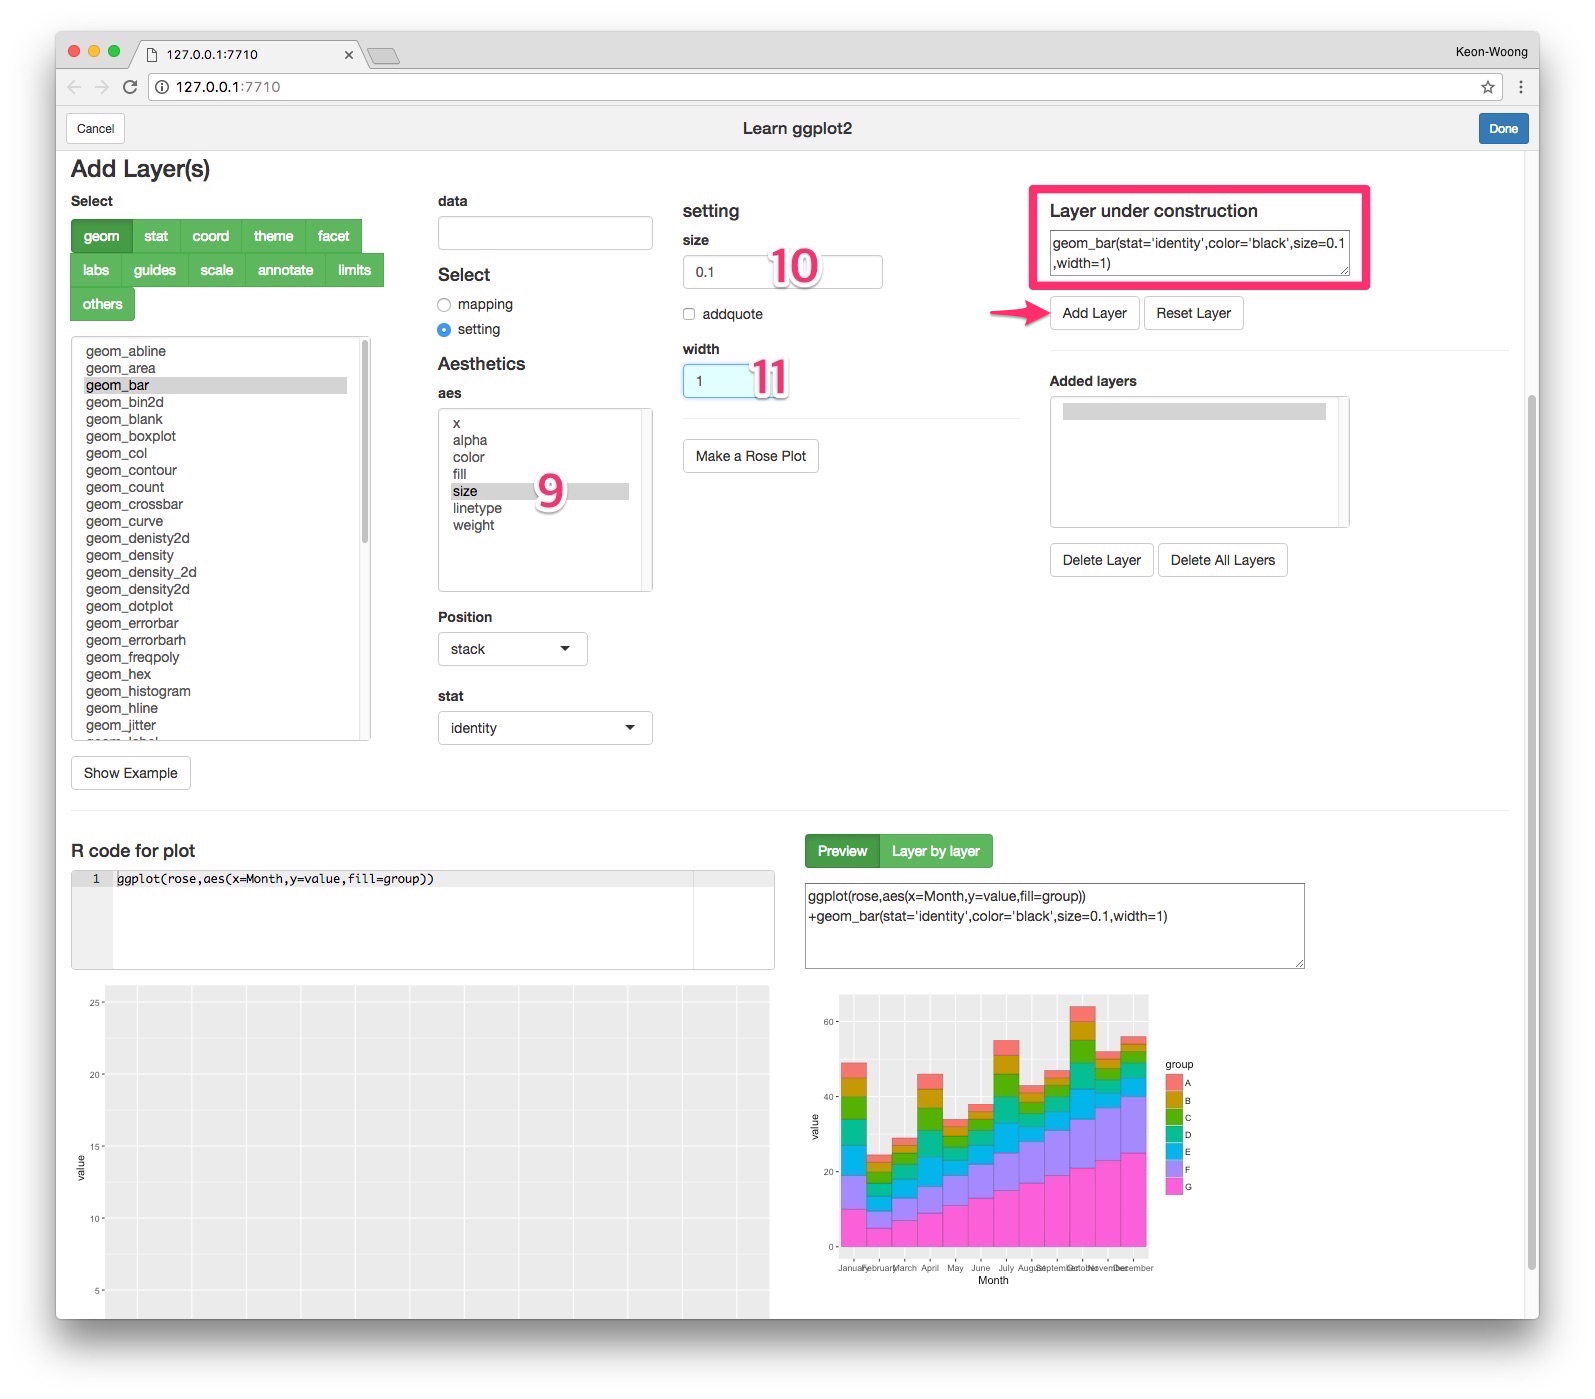 127.0.0.1:7710
Keon-Woong
127.0.0.1:7710
Cancel
Learn ggplot2
Done
Add Layer(s)
Select
geom stat coord theme facet
labs guides scale annotate limits
others
geom_abline
geom_area
geom_bar
geom_bin2d
geom_blank
geom_boxplot
geom_col
geom_contour
geom_count
geom_crossbar
geom_curve
geom_denisty2d
geom_density
geom_density_2d
geom_density2d
geom_dotplot
geom_errorbar
geom_errorbarh
geom_freqpoly
geom_hex
geom_histogram
geom_hline
geom_jitter
Show Example
data
Select
mapping
setting
Aesthetics
aes
x
alpha
color
fill
size
9
linetype
weight
Position
stack
stat
identity
setting
size
0.1
10
addquote
width
1
11
Make a Rose Plot
Layer under construction
geom_bar(stat='identity',color='black',size=0.1
,width=1)
Add Layer
Reset Layer
Added layers
Delete Layer
Delete All Layers
R code for plot
1 ggplot(rose,aes(x=Month,y=value,fill=group))
25
20
15
10
5
value
Preview
Layer by layer
ggplot(rose,aes(x=Month,y=value,fill=group))
+geom_bar(stat='identity',color='black',size=0.1,width=1)
60
40
20
0
value
January February March April May June July August September October November December
Month
group
A
B
C
D
E
F
G